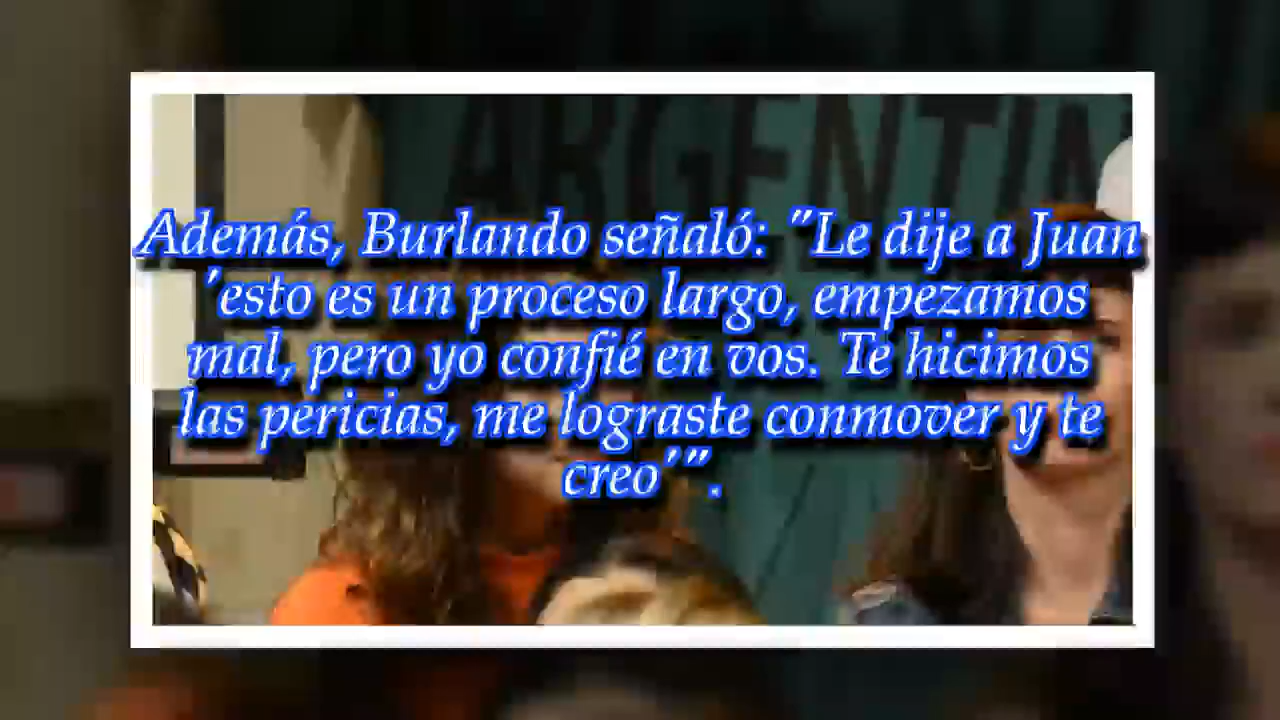 ARGENTIN
Además, Burlando señaló: "Le dije a Juan
´esto es un proceso largo, empezamos
mal, pero yo confié en vos. Te hicimos
las pericias, me lograste conmover y te
creo´".